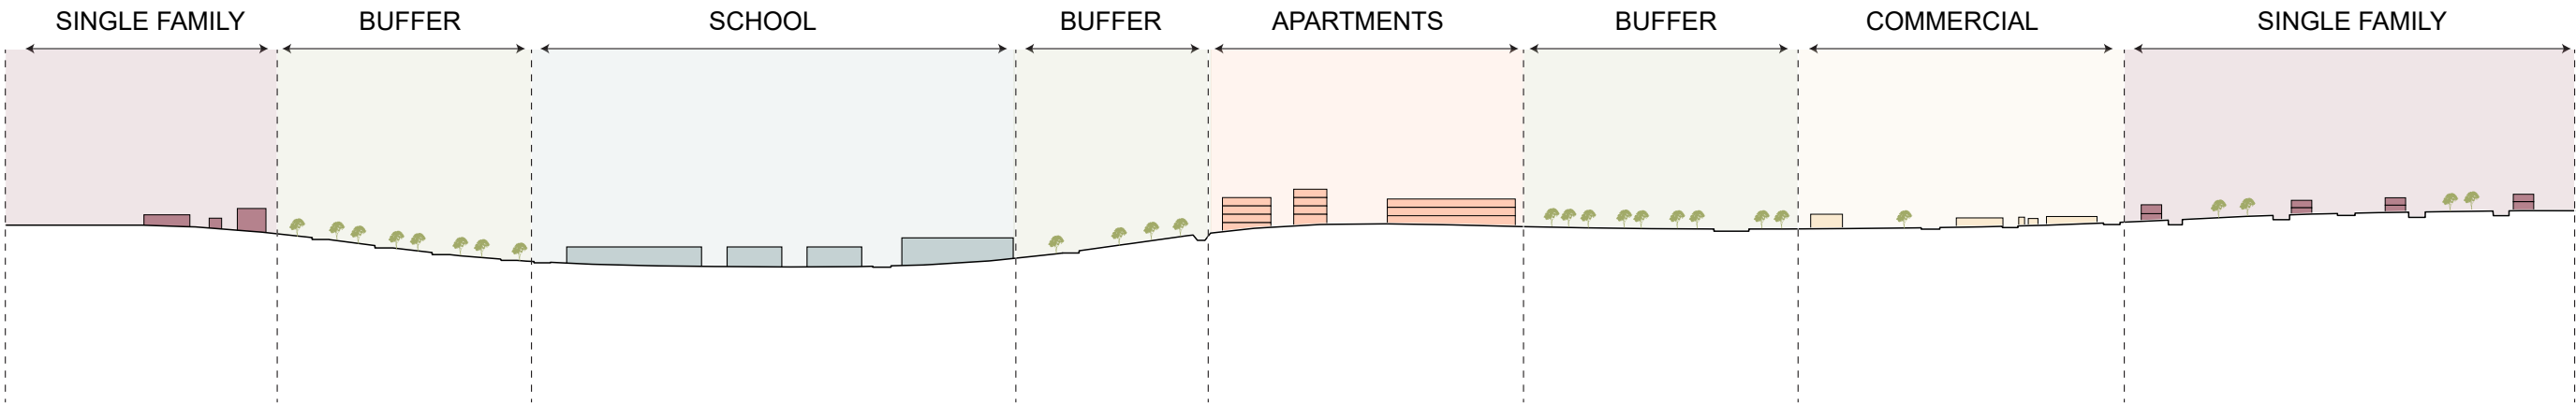 SINGLE FAMILY
BUFFER
SCHOOL
BUFFER
APARTMENTS
BUFFER
COMMERCIAL
SINGLE FAMILY